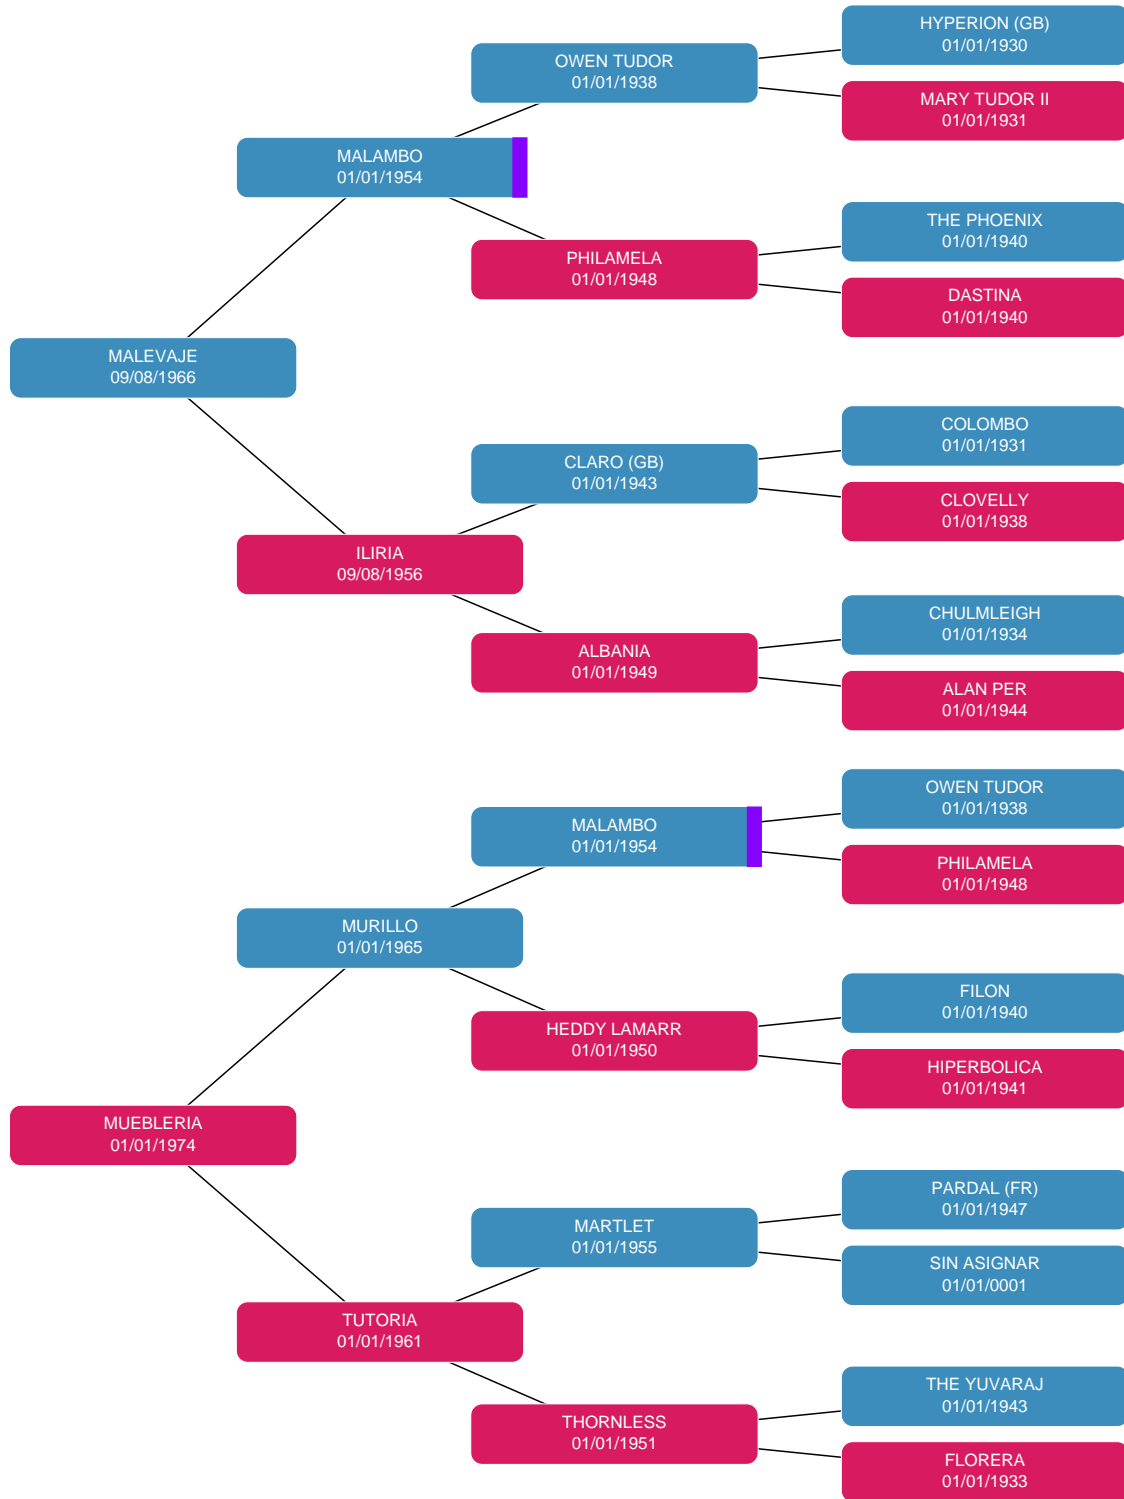 HYPERION (GB)
01/01/1930
OWEN TUDOR
01/01/1938
MARY TUDOR II
01/01/1931
MALAMBO
01/01/1954
THE PHOENIX
01/01/1940
PHILAMELA
01/01/1948
DASTINA
01/01/1940
MALEVAJE
09/08/1966
COLOMBO
01/01/1931
CLARO (GB)
01/01/1943
CLOVELLY
01/01/1938
ILIRIA
09/08/1956
CHULMLEIGH
01/01/1934
ALBANIA
01/01/1949
ALAN PER
01/01/1944
OWEN TUDOR
01/01/1938
MALAMBO
01/01/1954
PHILAMELA
01/01/1948
MURILLO
01/01/1965
FILON
01/01/1940
HEDDY LAMARR
01/01/1950
HIPERBOLICA
01/01/1941
MUEBLERIA
01/01/1974
PARDAL (FR)
01/01/1947
MARTLET
01/01/1955
SIN ASIGNAR
01/01/0001
TUTORIA
01/01/1961
THE YUVARAJ
01/01/1943
THORNLESS
01/01/1951
FLORERA
01/01/1933